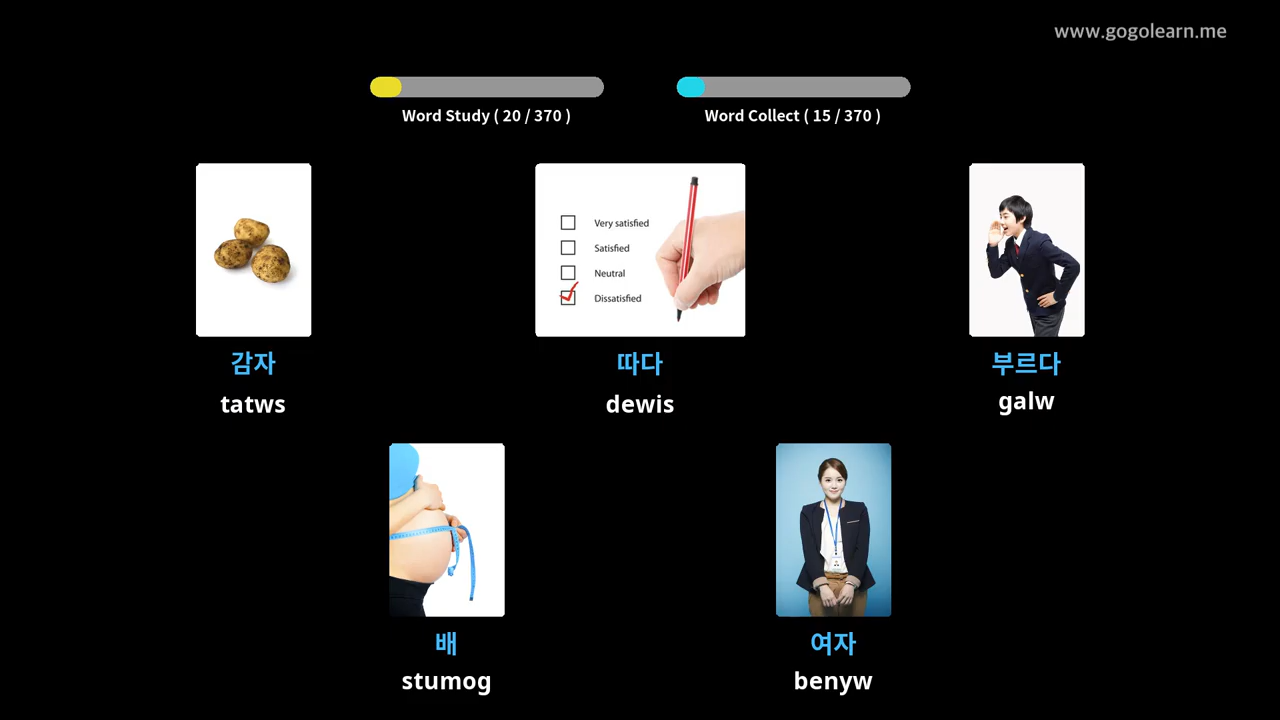 www.gogolearn.me
Word Study ( 20 / 370 )
Word Collect ( 15 / 370 )
Very satisfied
Satisfied
Neutral
Dissatisfied
감자
따다
부르다
tatws
dewis
galw
배
여자
stumog
benyw